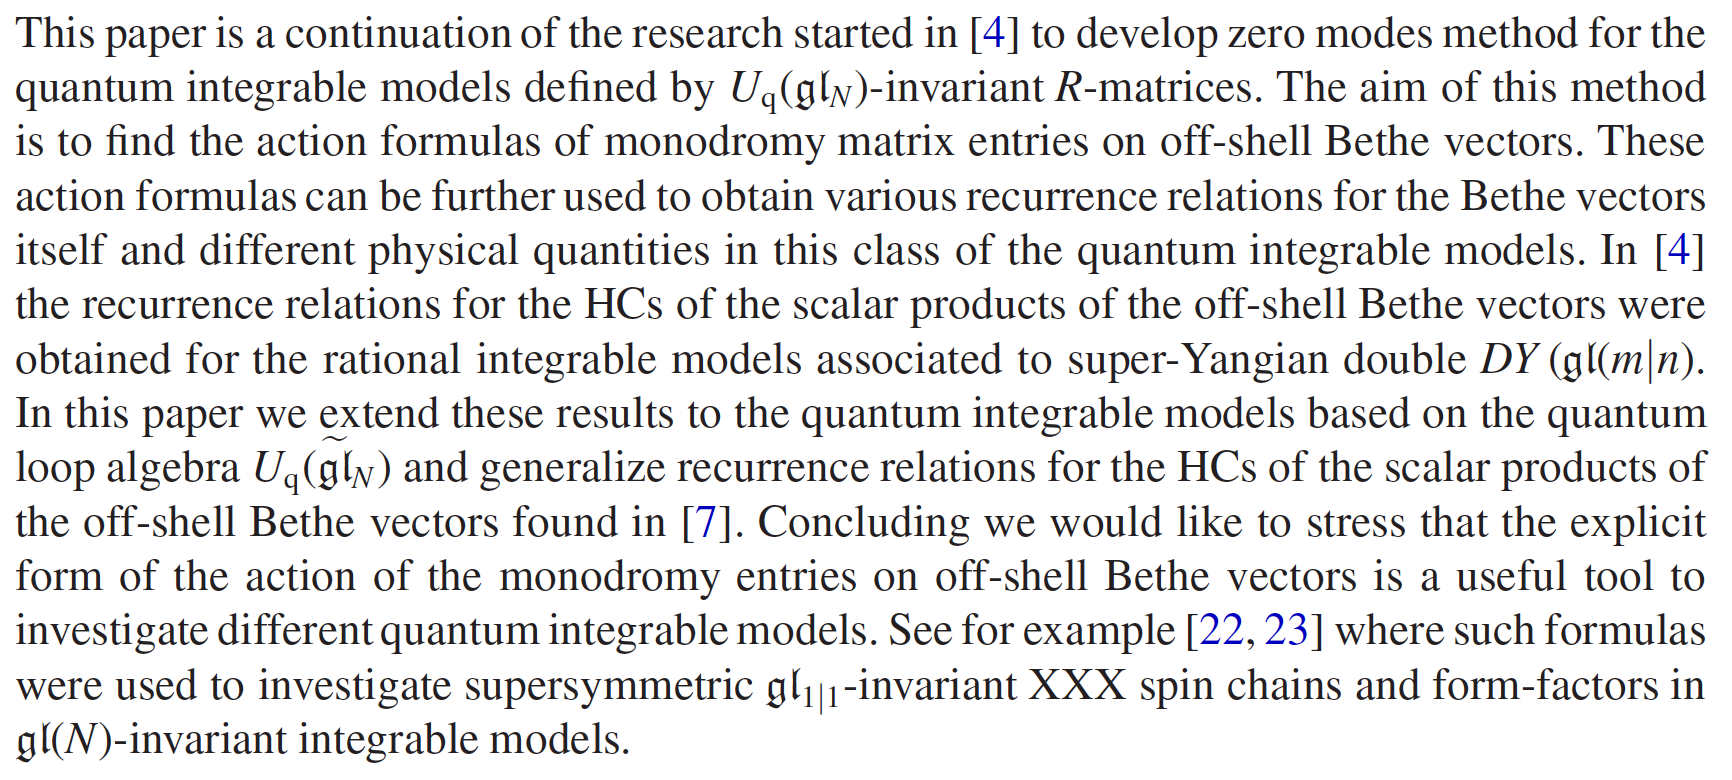 This paper is a continuation of the research started in [4] to develop zero modes method for the
quantum integrable models defined by U_q(𝔤𝔩_N)-invariant R-matrices. The aim of this method
is to find the action formulas of monodromy matrix entries on off-shell Bethe vectors. These
action formulas can be further used to obtain various recurrence relations for the Bethe vectors
itself and different physical quantities in this class of the quantum integrable models. In [4]
the recurrence relations for the HCs of the scalar products of the off-shell Bethe vectors were
obtained for the rational integrable models associated to super-Yangian double DY(𝔤𝔩(m|n).
In this paper we extend these results to the quantum integrable models based on the quantum
loop algebra U_q(\widetilde{𝔤𝔩}_N) and generalize recurrence relations for the HCs of the scalar products of
the off-shell Bethe vectors found in [7]. Concluding we would like to stress that the explicit
form of the action of the monodromy entries on off-shell Bethe vectors is a useful tool to
investigate different quantum integrable models. See for example [22, 23] where such formulas
were used to investigate supersymmetric 𝔤𝔩_{1|1}-invariant XXX spin chains and form-factors in
𝔤𝔩(N)-invariant integrable models.